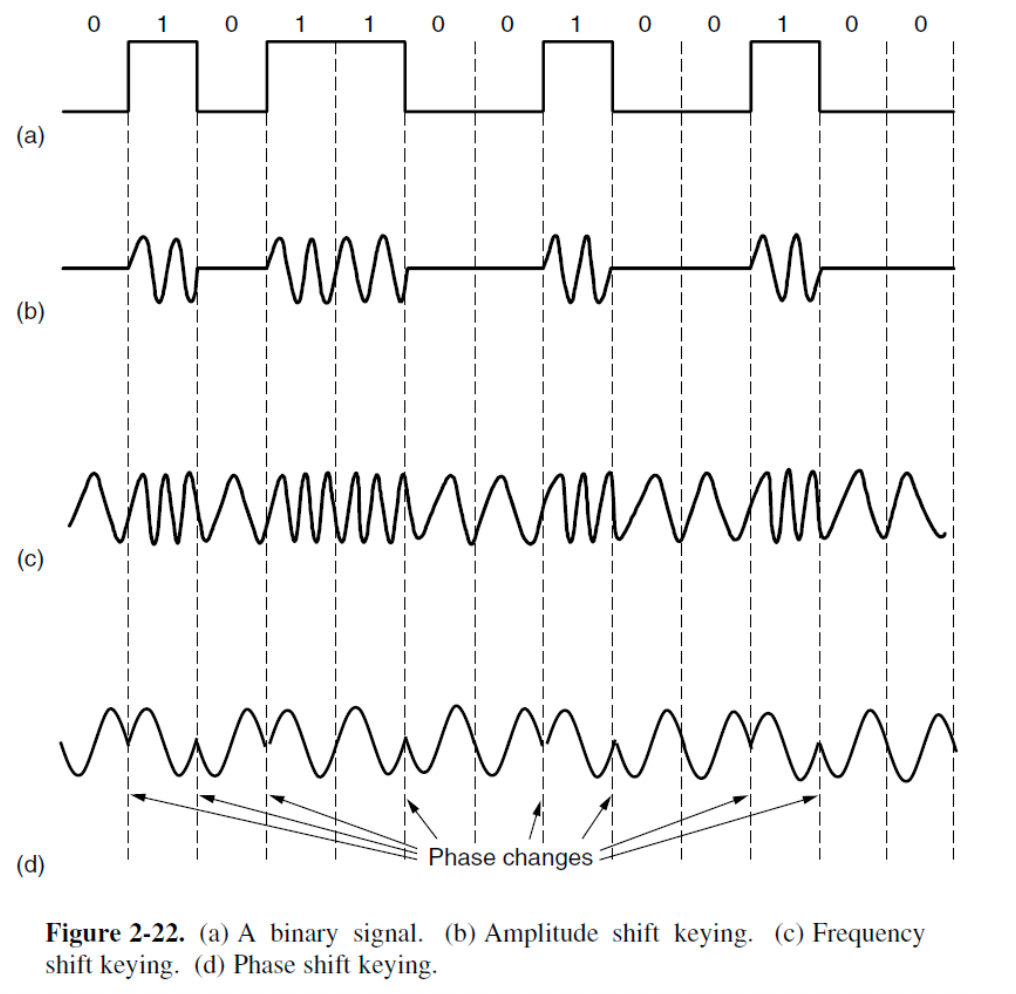 0 1 0 1 1 0 0 1 0 0 1 0 0
(a)
(b)
(c)
Phase changes
(d)
Figure 2-22. (a) A binary signal. (b) Amplitude shift keying. (c) Frequency
shift keying. (d) Phase shift keying.